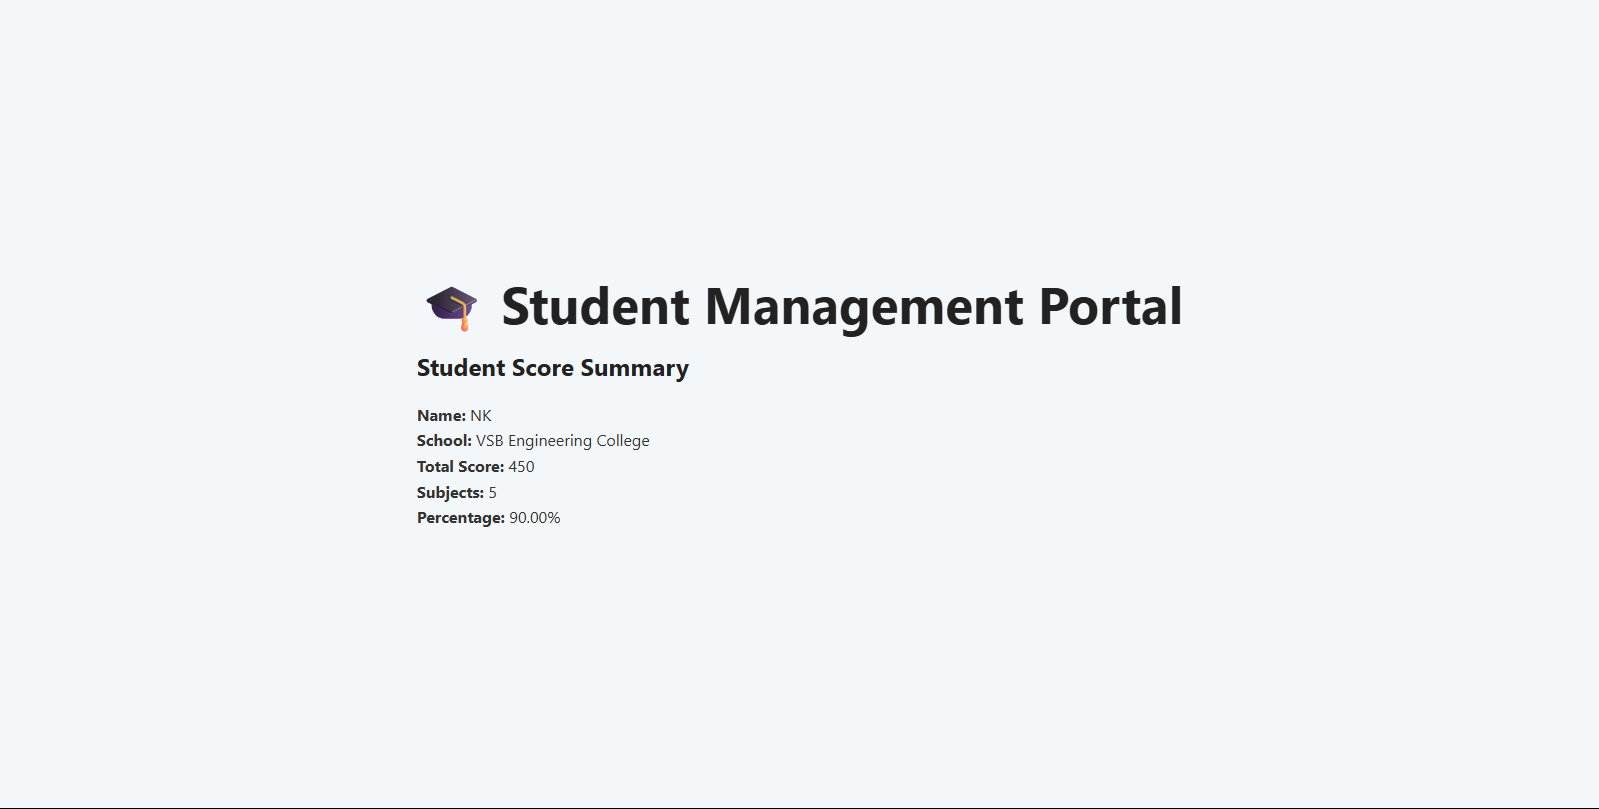 Student Management Portal
Student Score Summary
Name: NK
School: VSB Engineering College
Total Score: 450
Subjects: 5
Percentage: 90.00%